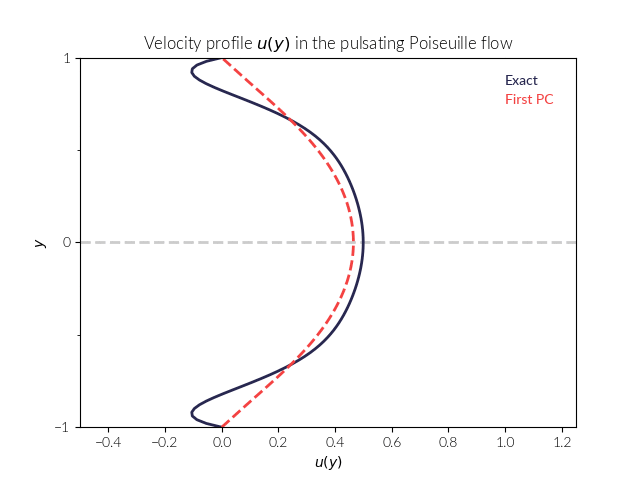 Velocity profile u(y) in the pulsating Poiseuille flow
Exact
First PC
1
0
−1
y
−0.4 −0.2 0.0 0.2 0.4 0.6 0.8 1.0 1.2
u(y)